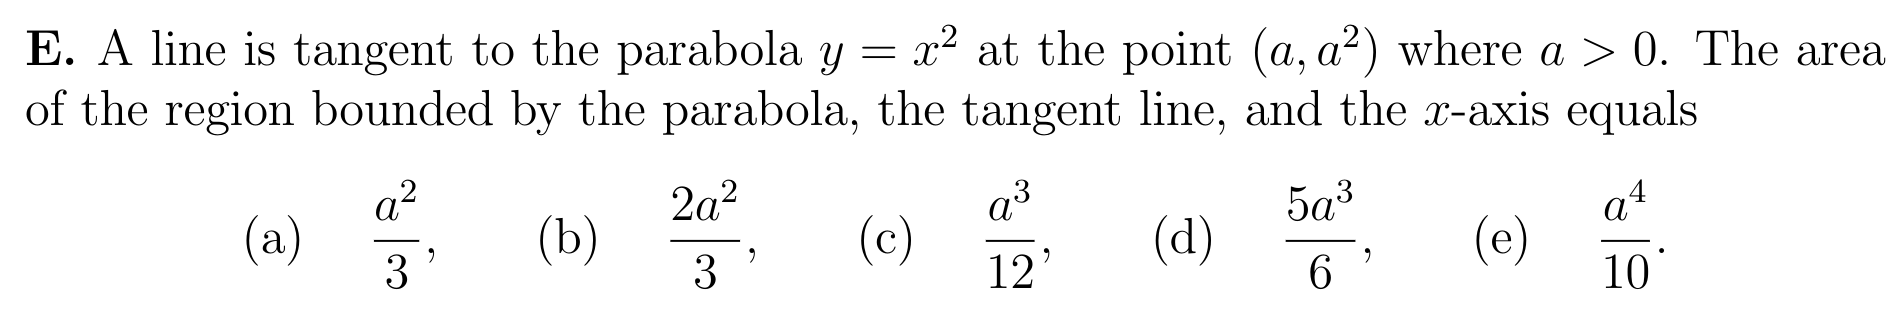 E. A line is tangent to the parabola y = x² at the point (a, a²) where a > 0. The area
of the region bounded by the parabola, the tangent line, and the x-axis equals
(a) a²/3, (b) 2a²/3, (c) a³/12, (d) 5a³/6, (e) a⁴/10.